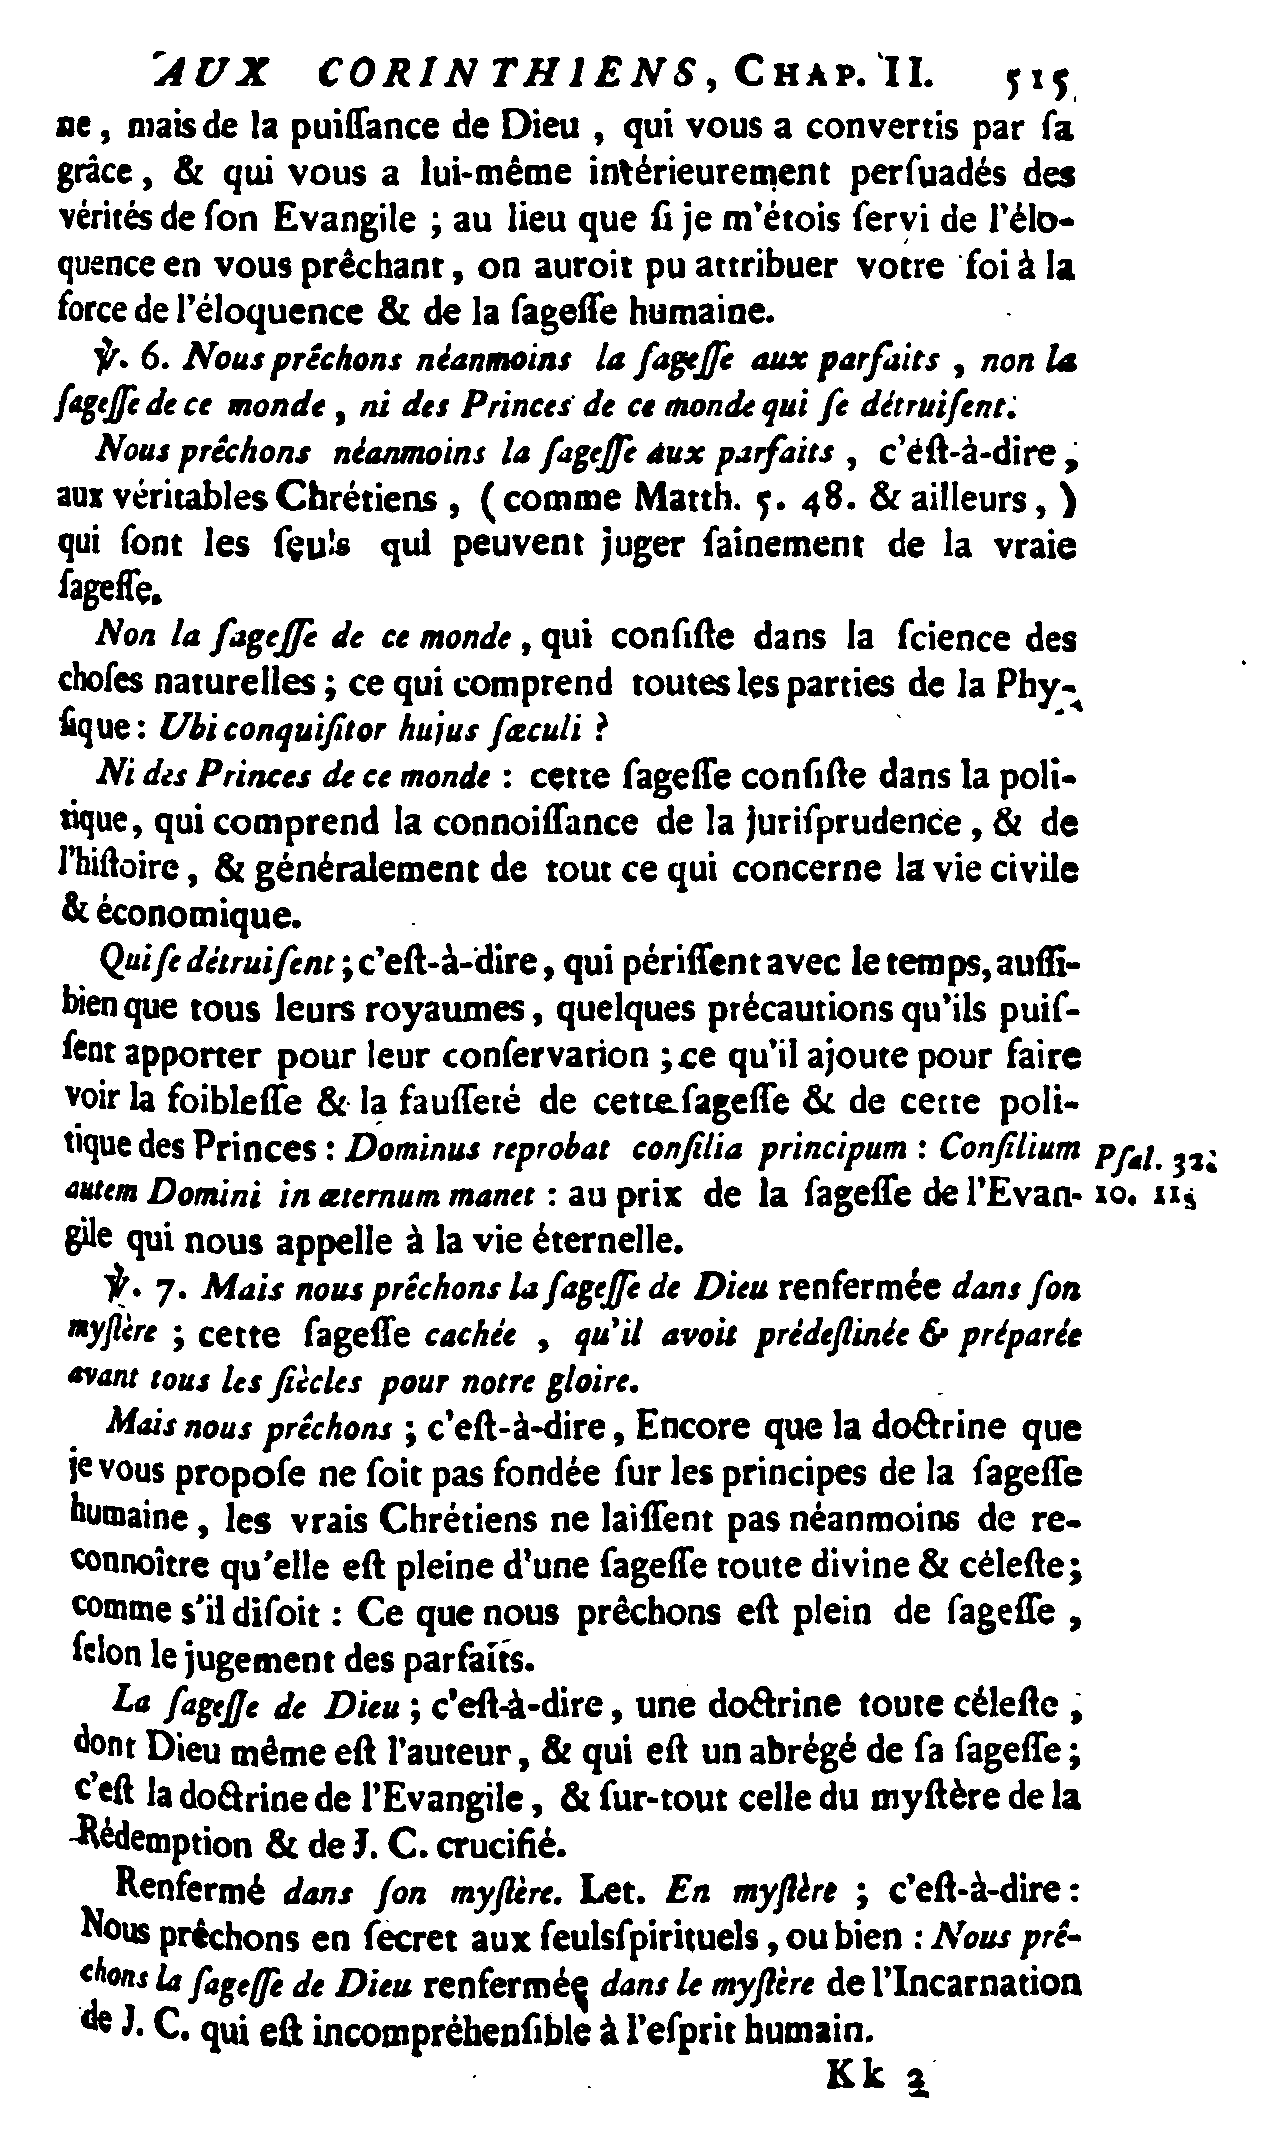 AUX CORINTHIENS, CHAP. II. 515
ne, mais de la puiſſance de Dieu, qui vous a convertis par ſa
grâce, & qui vous a lui-même intérieurement perſuadés des
vérités de ſon Evangile ; au lieu que ſi je m'étois ſervi de l'élo-
quence en vous prêchant, on auroit pu attribuer votre foi à la
force de l'éloquence & de la ſageſſe humaine.
℣. 6. Nous prêchons néanmoins la ſageſſe aux parfaits, non la
ſageſſe de ce monde, ni des Princes de ce monde qui ſe détruiſent.
Nous prêchons néanmoins la ſageſſe aux parfaits, c'eſt-à-dire,
aux véritables Chrétiens, (comme Matth. 5. 48. & ailleurs,)
qui ſont les ſeuls qui peuvent juger ſainement de la vraie
ſageſſe.
Non la ſageſſe de ce monde, qui conſiſte dans la ſcience des
choſes naturelles ; ce qui comprend toutes les parties de la Phy-
ſique : Ubi conquiſitor hujus ſæculi ?
Ni des Princes de ce monde : cette ſageſſe conſiſte dans la poli-
tique, qui comprend la connoiſſance de la Juriſprudence, & de
l'hiſtoire, & généralement de tout ce qui concerne la vie civile
& économique.
Qui ſe détruiſent ; c'eſt-à-dire, qui périſſent avec le temps, auſſi-
bien que tous leurs royaumes, quelques précautions qu'ils puiſ-
ſent apporter pour leur conſervation ; ce qu'il ajoute pour faire
voir la foibleſſe & la fauſſeté de cette ſageſſe & de cette poli-
tique des Princes : Dominus reprobat conſilia principum : Conſilium Pſal. 32.
autem Domini in æternum manet : au prix de la ſageſſe de l'Evan- 10. 11.
gile qui nous appelle à la vie éternelle.
℣. 7. Mais nous prêchons la ſageſſe de Dieu renfermée dans ſon
myſtère ; cette ſageſſe cachée, qu'il avoit prédeſtinée & préparée
avant tous les ſiècles pour notre gloire.
Mais nous prêchons ; c'eſt-à-dire, Encore que la doctrine que
je vous propoſe ne ſoit pas fondée ſur les principes de la ſageſſe
humaine, les vrais Chrétiens ne laiſſent pas néanmoins de re-
connoître qu'elle eſt pleine d'une ſageſſe toute divine & céleſte ;
comme s'il diſoit : Ce que nous prêchons eſt plein de ſageſſe,
ſelon le jugement des parfaits.
La ſageſſe de Dieu ; c'eſt-à-dire, une doctrine toute céleſte,
dont Dieu même eſt l'auteur, & qui eſt un abrégé de ſa ſageſſe ;
c'eſt la doctrine de l'Evangile, & ſur-tout celle du myſtère de la
Rédemption & de J. C. crucifié.
Renfermé dans ſon myſtère. Let. En myſtère ; c'eſt-à-dire :
Nous prêchons en ſecret aux ſeuls ſpirituels, ou bien : Nous prê-
chons la ſageſſe de Dieu renfermée dans le myſtère de l'Incarnation
de J. C. qui eſt incompréhenſible à l'eſprit humain.
Kk 2